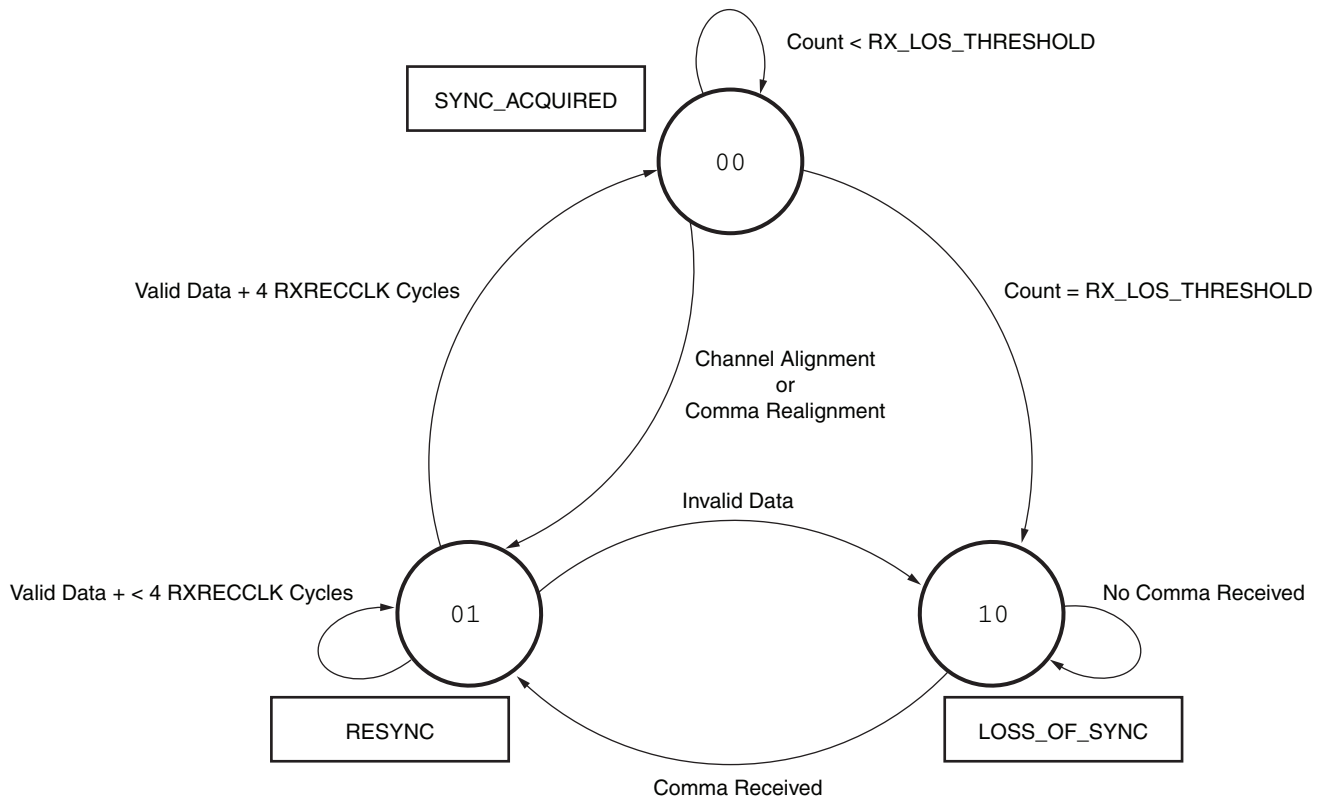 Count < RX_LOS_THRESHOLD
SYNC_ACQUIRED
00
Valid Data + 4 RXRECCLK Cycles
Count = RX_LOS_THRESHOLD
Channel Alignment
or
Comma Realignment
Invalid Data
Valid Data + < 4 RXRECCLK Cycles
No Comma Received
01
10
RESYNC
LOSS_OF_SYNC
Comma Received